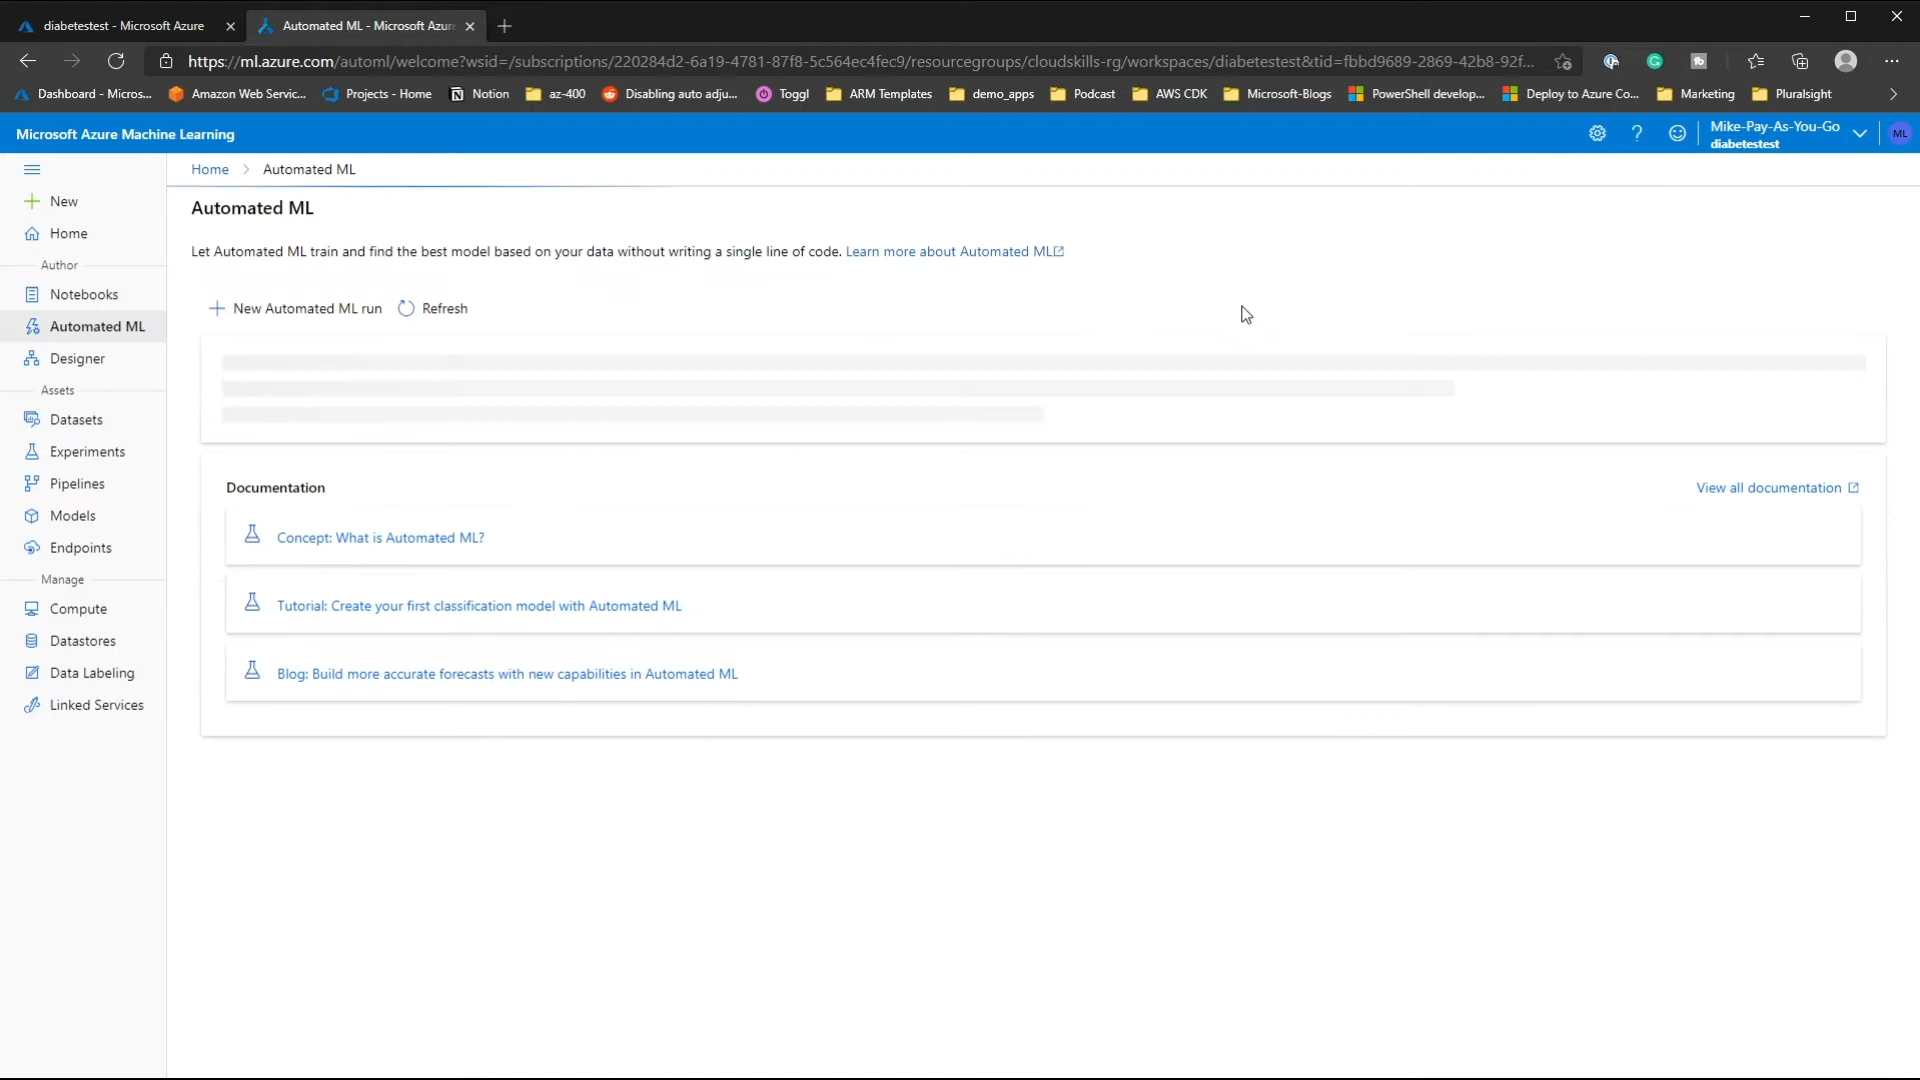 diabetestest - Microsoft Azure
Automated ML - Microsoft Azure
https://ml.azure.com/automl/welcome?wsid=/subscriptions/220284d2-6a19-4781-87f8-5c564ec4fec9/resourcegroups/cloudskills-rg/workspaces/diabetestest&tid=fbbd9689-2869-42b8-92f...
Dashboard - Micros...
Amazon Web Servic...
Projects - Home
Notion
az-400
Disabling auto adju...
Toggl
ARM Templates
demo_apps
Podcast
AWS CDK
Microsoft-Blogs
PowerShell develop...
Deploy to Azure Co...
Marketing
Pluralsight
Microsoft Azure Machine Learning
Mike-Pay-As-You-Go
diabetestest
ML
New
Home
Author
Notebooks
Automated ML
Designer
Assets
Datasets
Experiments
Pipelines
Models
Endpoints
Manage
Compute
Datastores
Data Labeling
Linked Services
Home > Automated ML
Automated ML
Let Automated ML train and find the best model based on your data without writing a single line of code. Learn more about Automated ML
New Automated ML run
Refresh
Documentation
View all documentation
Concept: What is Automated ML?
Tutorial: Create your first classification model with Automated ML
Blog: Build more accurate forecasts with new capabilities in Automated ML